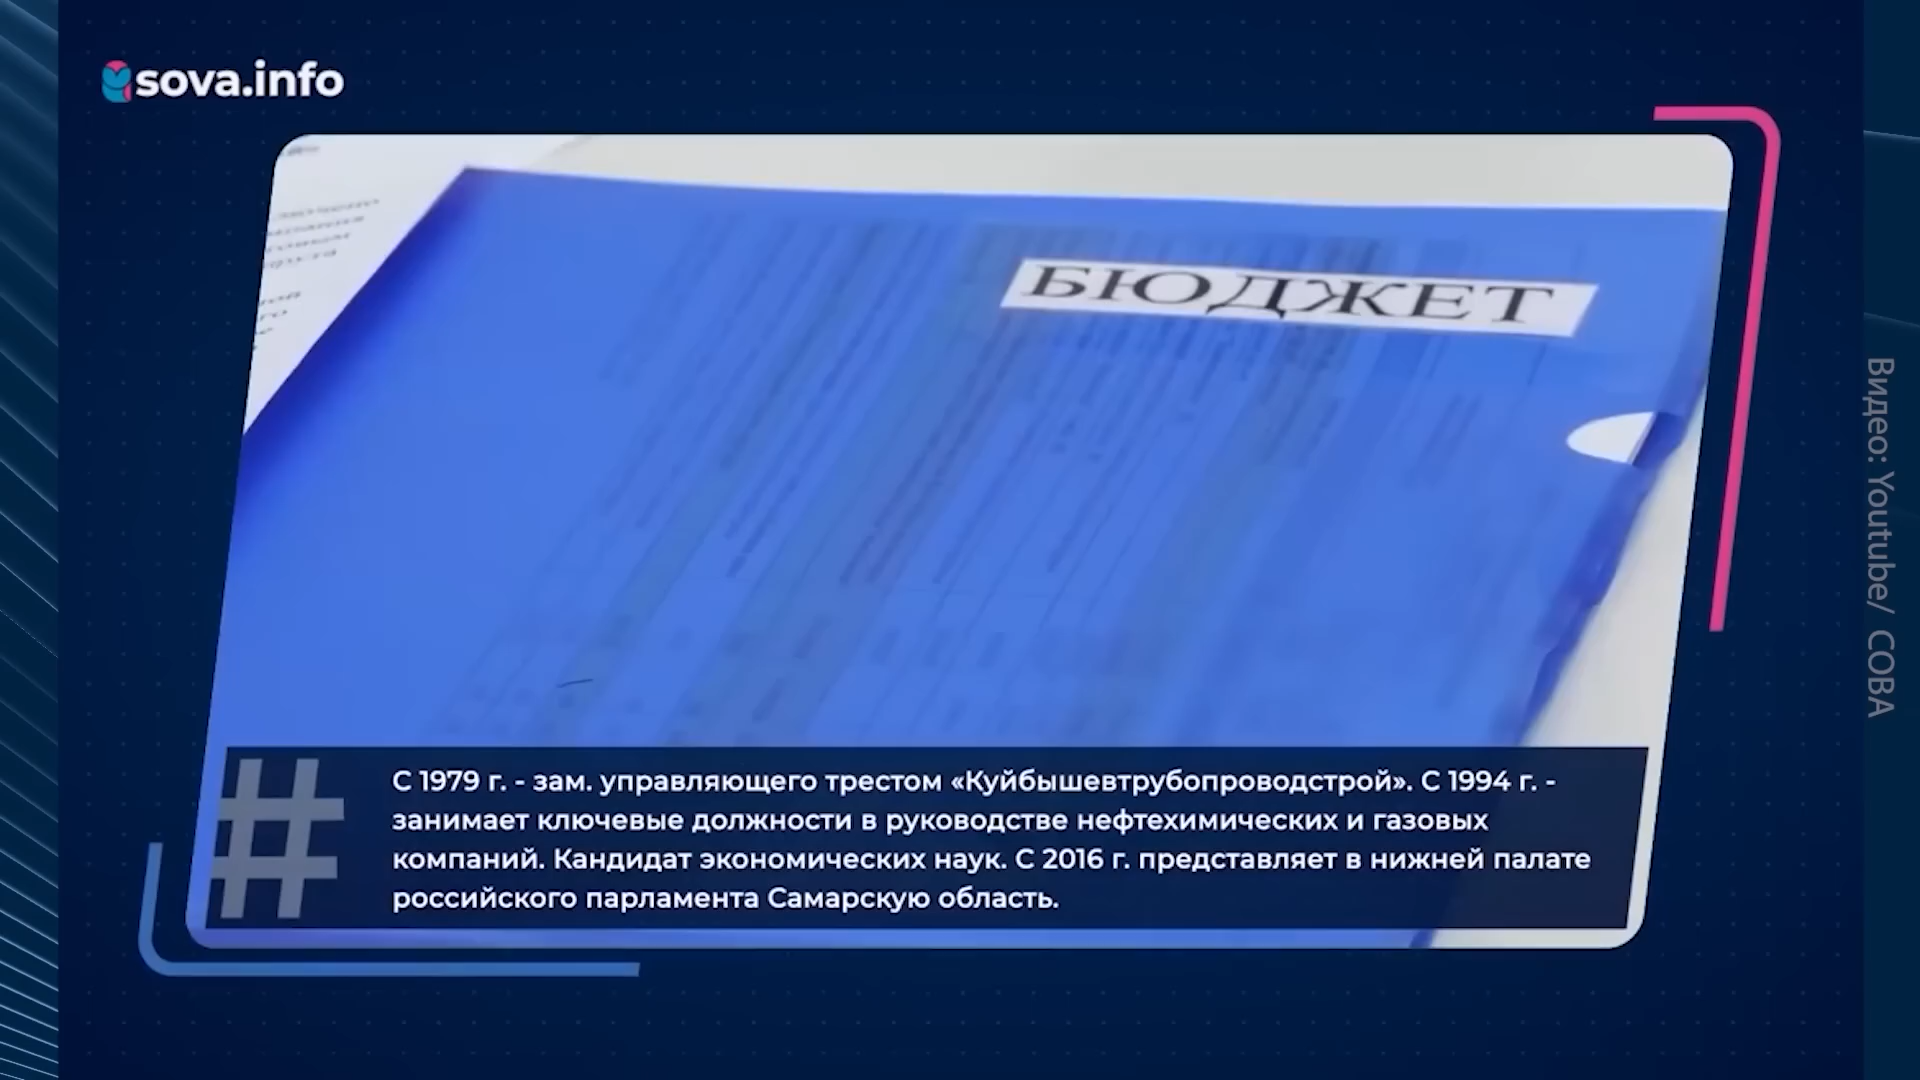 sova.info
БЮДЖЕТ
С 1979 г. - зам. управляющего трестом «Куйбышевтрубопроводстрой». С 1994 г. -
занимает ключевые должности в руководстве нефтехимических и газовых
компаний. Кандидат экономических наук. С 2016 г. представляет в нижней палате
российского парламента Самарскую область.
Видео: Youtube/ СОВА